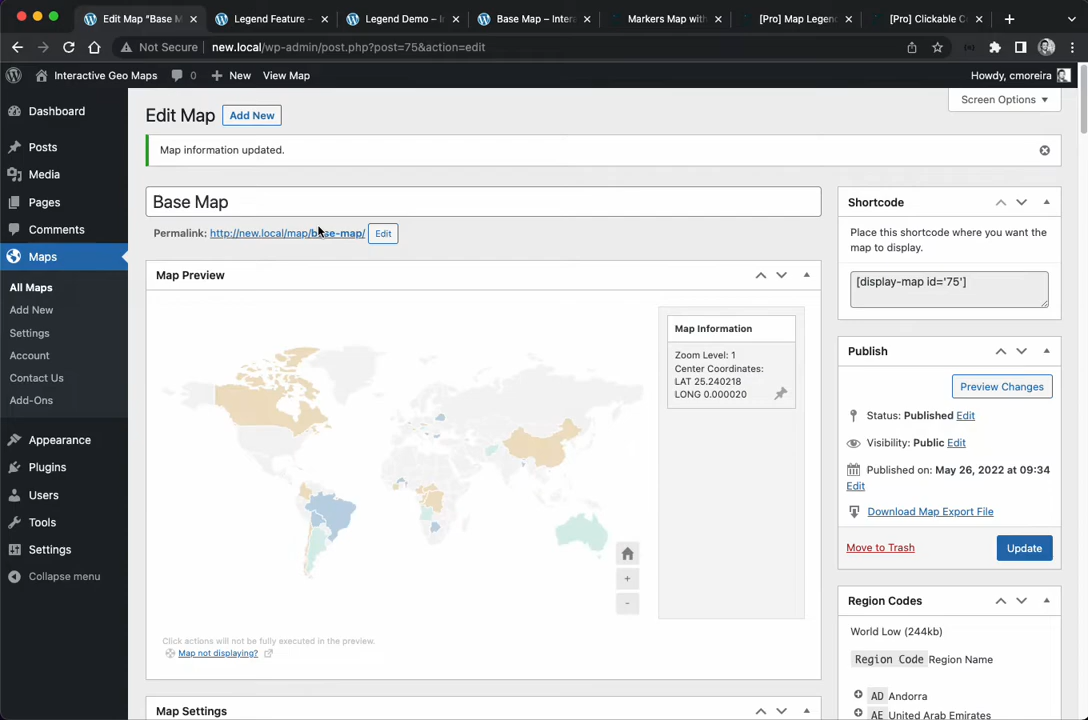 Edit Map "Base M
Legend Feature –
Legend Demo – I
Base Map – Intera
Markers Map with
[Pro] Map Legen
[Pro] Clickable C
Not Secure
new.local/wp-admin/post.php?post=75&action=edit
Interactive Geo Maps
0
New
View Map
Howdy, cmoreira
Dashboard
Posts
Media
Pages
Comments
Maps
All Maps
Add New
Settings
Account
Contact Us
Add-Ons
Appearance
Plugins
Users
Tools
Settings
Collapse menu
Screen Options
Edit Map
Add New
Map information updated.
Base Map
Permalink: http://new.local/map/base-map/
Edit
Map Preview
Map Information
Zoom Level: 1
Center Coordinates:
LAT 25.240218
LONG 0.000020
+
-
Click actions will not be fully executed in the preview.
Map not displaying?
Map Settings
Shortcode
Place this shortcode where you want the
map to display.
[display-map id='75']
Publish
Preview Changes
Status: Published Edit
Visibility: Public Edit
Published on: May 26, 2022 at 09:34
Edit
Download Map Export File
Move to Trash
Update
Region Codes
World Low (244kb)
Region Code Region Name
AD Andorra
AE United Arab Emirates